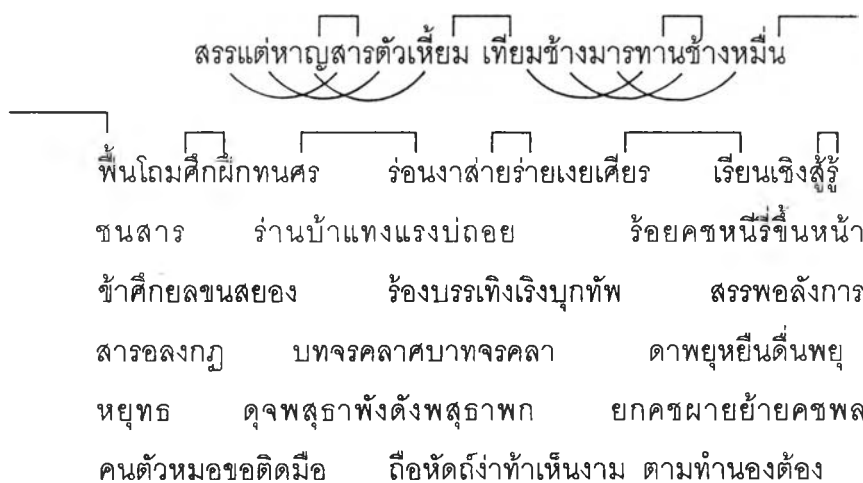 สรรแต่หาญสารตัวเหี้ยม เทียมช้างมารทานช้างหมื่น
พื้นโถมศึกฝึกทนศร ร่อนงาส่ายร่ายเงยเศียร เรียนเชิงสู้รู้
ชนสาร ร่านบ้าแทงแรงบ่ถอย ร้อยคชหนีรี่ขึ้นหน้า
ข้าศึกยลขนสยอง ร้องบรรเทิงเริงบุกทัพ สรรพอลังการ
สารอลงกฏ บทจรคลาศบาทจรคลา ดาพยุหยืนดื่นพยุ
หยุทธ ดุจพสุธาพังดังพสุธาพก ยกคชผายย้ายคชพล
คนตัวหมอขอติดมือ ถือหัดถ์ง่าท้าเห็นงาม ตามทำนองต้อง